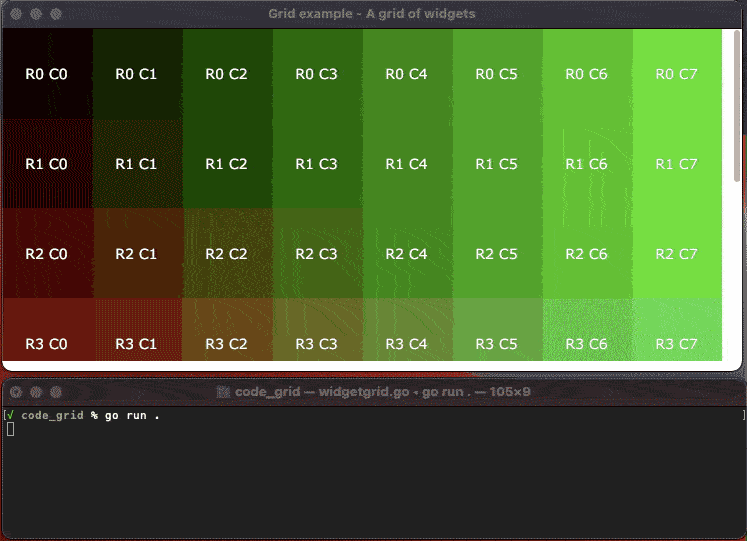 Grid example - A grid of widgets
R0 C0 R0 C1 R0 C2 R0 C3 R0 C4 R0 C5 R0 C6 R0 C7
R1 C0 R1 C1 R1 C2 R1 C3 R1 C4 R1 C5 R1 C6 R1 C7
R2 C0 R2 C1 R2 C2 R2 C3 R2 C4 R2 C5 R2 C6 R2 C7
R3 C0 R3 C1 R3 C2 R3 C3 R3 C4 R3 C5 R3 C6 R3 C7
code_grid — widgetgrid.go • go run . — 105×9
[√ code_grid % go run . ]